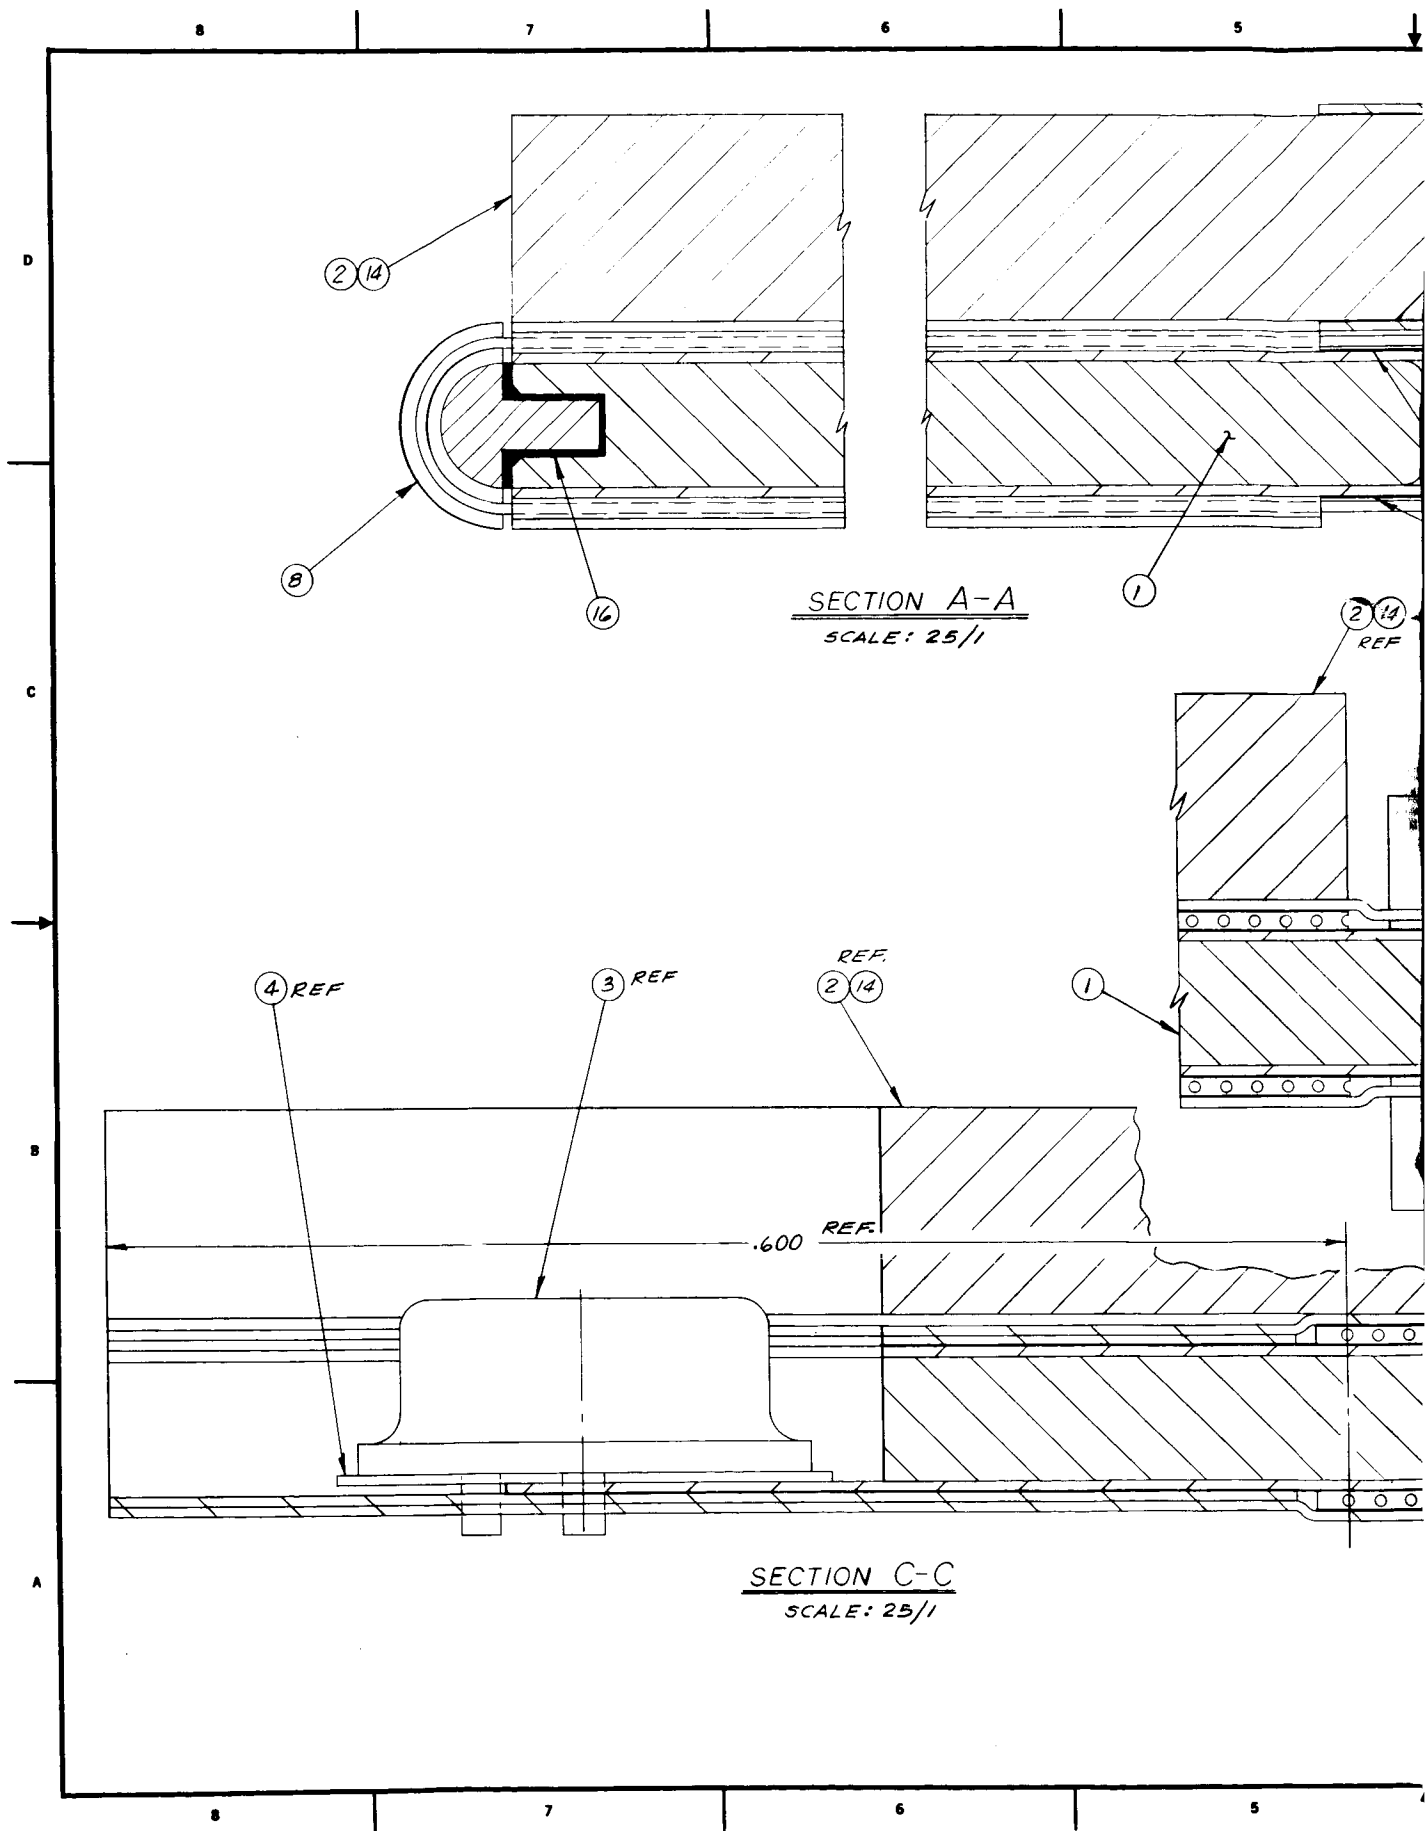 8 7 6 5
D
2 14
8
16
SECTION A-A
SCALE: 25/1
1
2 14
REF
C
4 REF
3 REF
REF.
2 14
1
B
.600 REF.
A
SECTION C-C
SCALE: 25/1
8 7 6 5